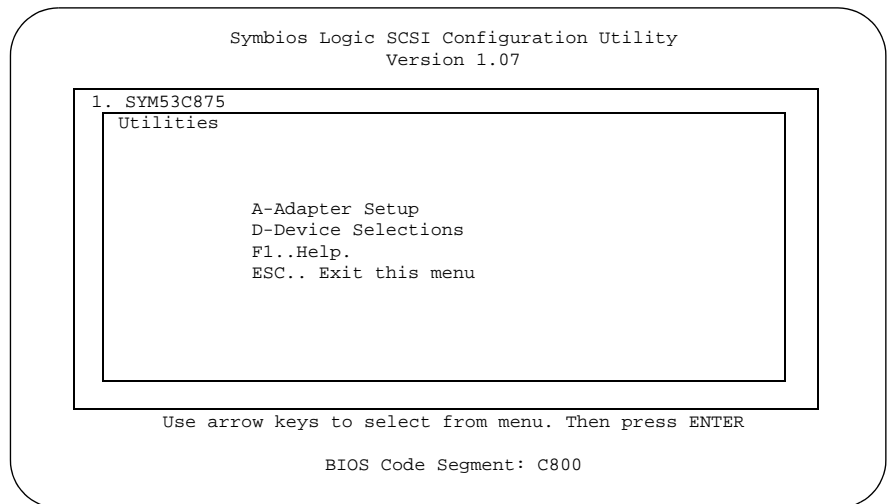 Symbios Logic SCSI Configuration Utility
Version 1.07
1. SYM53C875
Utilities
A-Adapter Setup
D-Device Selections
F1..Help.
ESC.. Exit this menu
Use arrow keys to select from menu. Then press ENTER
BIOS Code Segment: C800